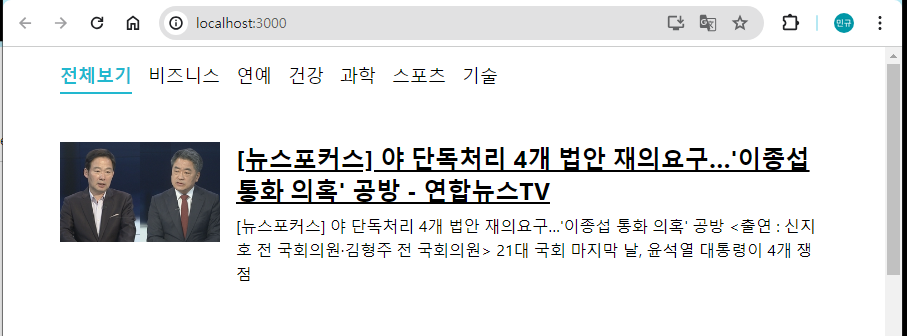 localhost:3000
민규
전체보기 비즈니스 연예 건강 과학 스포츠 기술
[뉴스포커스] 야 단독처리 4개 법안 재의요구…'이종섭
통화 의혹' 공방 - 연합뉴스TV
[뉴스포커스] 야 단독처리 4개 법안 재의요구…'이종섭 통화 의혹' 공방 <출연 : 신지
호 전 국회의원·김형주 전 국회의원> 21대 국회 마지막 날, 윤석열 대통령이 4개 쟁
점